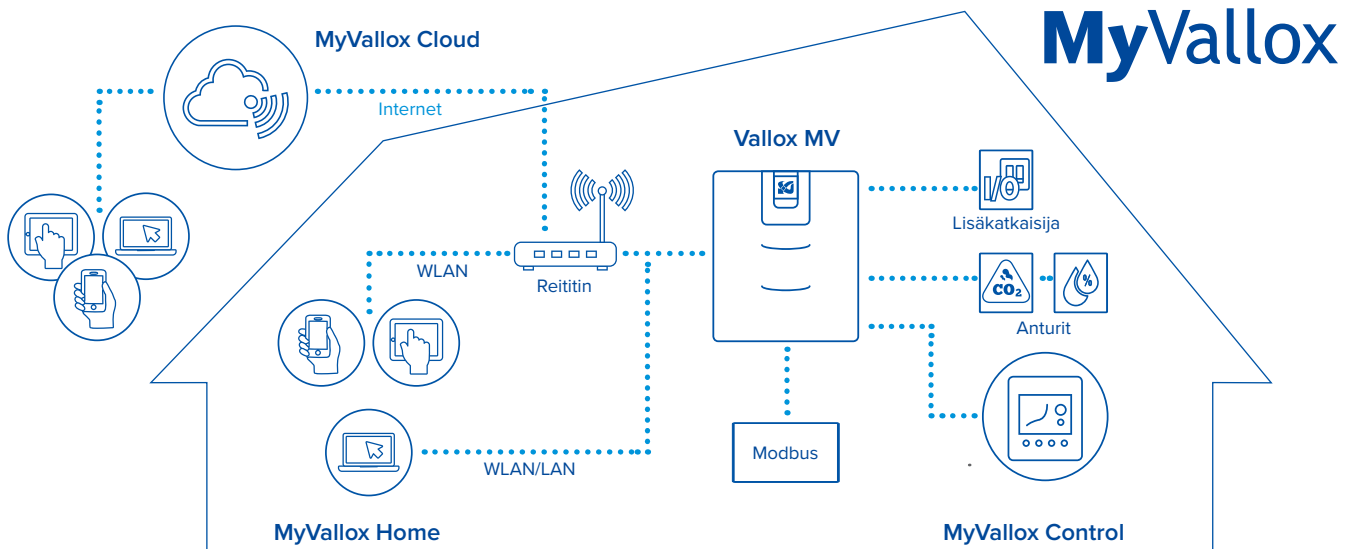 MyVallox
MyVallox Cloud
Internet
Vallox MV
I/O
Lisäkatkaisija
WLAN
Reititin
CO₂
%
Anturit
Modbus
WLAN/LAN
MyVallox Home
MyVallox Control